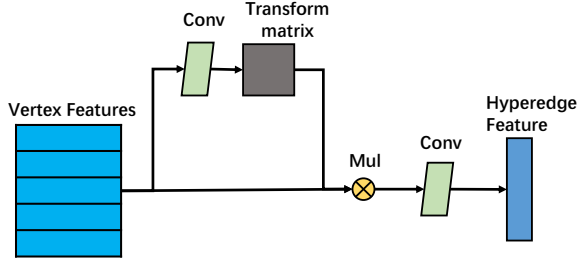 Conv
Transform
matrix
Vertex Features
Mul
Conv
Hyperedge
Feature